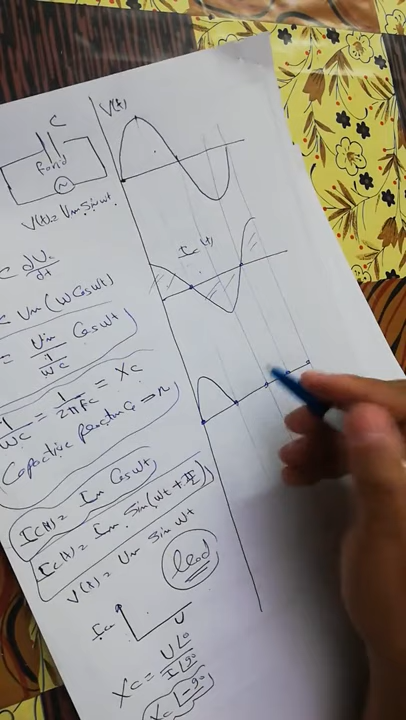 C
farid
V(t)= Vm Sin wt
C dVc/dt
C Vm (W Cos wt)
= Vm / (1/wc) Cos wt
1/wc = 1/2πFC = Xc
Capactive Reactance
Ic(t) = Im Cos wt
Ic(t) = Im Sin(wt + π/2)
V(t) = Vm Sin wt
lead
Ic
V
Xc = V∠0 / I∠90
Xc ∠-90
V(t)
Ic(t)